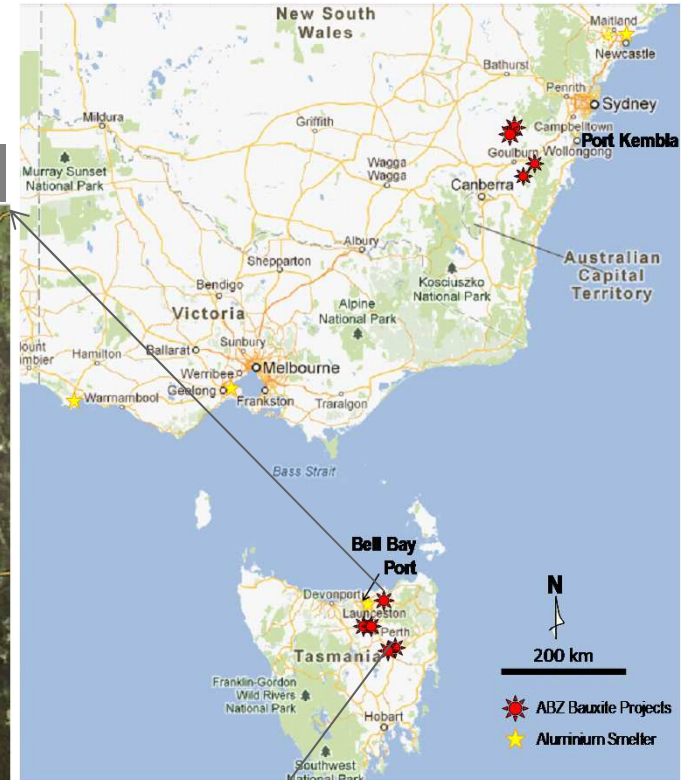 New South
Wales
Maitland
Newcastle
Bathurst
Penrith
Sydney
Mildura
Griffith
Campbelltown
Port Kembla
Goulburn
Wollongong
Murray Sunset
National Park
Wagga
Wagga
Canberra
Albury
Australian
Capital
Territory
Shepparton
Bendigo
Kosciuszko
National Park
Alpine
National Park
Victoria
Sunbury
Ballarat
Hamilton
Melbourne
Werribee
Geelong
Frankston
Warrnambool
Traralgon
Bass Strait
Bell Bay
Port
Devonport
Launceston
Perth
Tasmania
N
200 km
Franklin-Gordon
Wild Rivers
National Park
ABZ Bauxite Projects
Hobart
Aluminium Smelter
Southwest
National Park